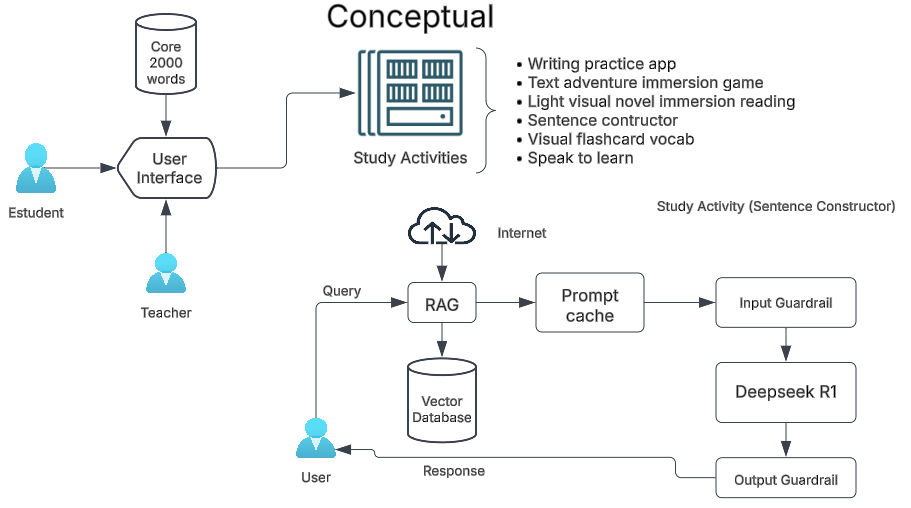 Conceptual
Core
2000
words
User
Interface
Estudent
Teacher
Study Activities
• Writing practice app
• Text adventure immersion game
• Light visual novel immersion reading
• Sentence contructor
• Visual flashcard vocab
• Speak to learn
Study Activity (Sentence Constructor)
Internet
Query
RAG
Prompt
cache
Input Guardrail
Vector
Database
Deepseek R1
User
Response
Output Guardrail